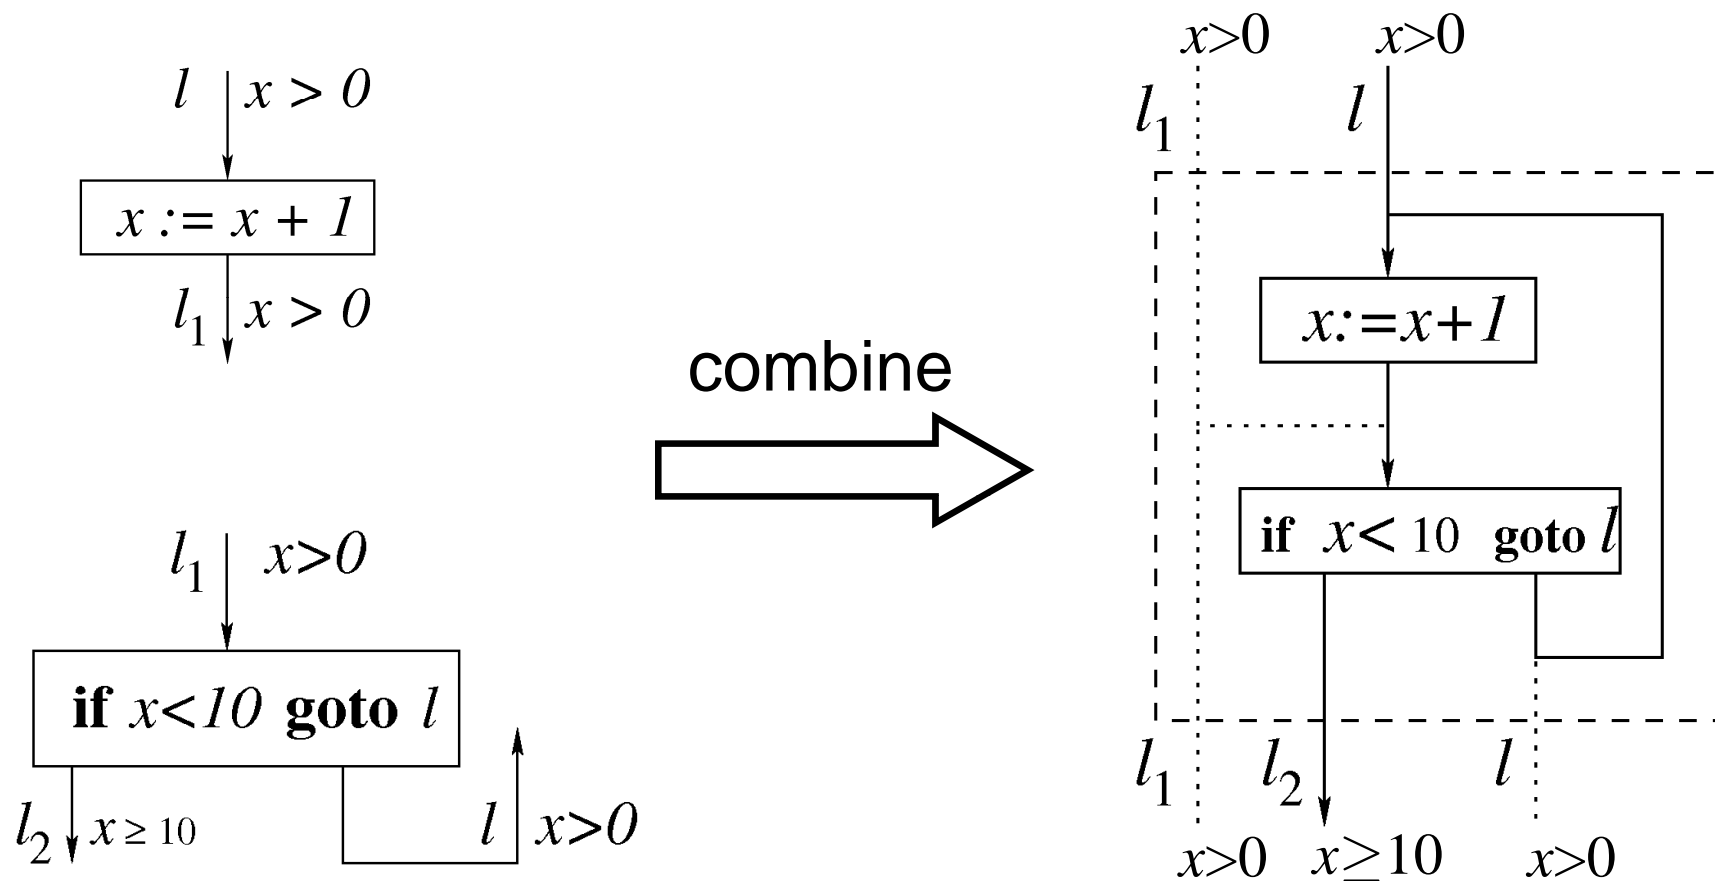 l x > 0
x := x + 1
l1 x > 0
l1 x>0
if x<10 goto l
l2 x ≥ 10
l x>0
combine
x>0 x>0
l1 l
x:=x+1
if x< 10 goto l
l1 l2 l
x>0 x≥10 x>0